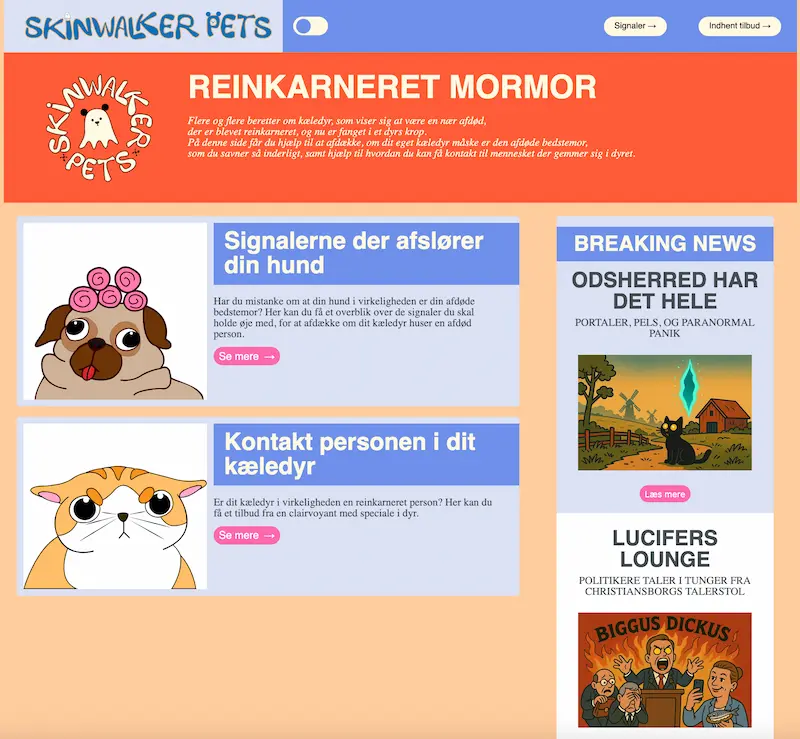 SKINWALKER PETS
Signaler →
Indhent tilbud →
SKINWALKER
PETS
REINKARNERET MORMOR
Flere og flere beretter om kæledyr, som viser sig at være en nær afdød,
der er blevet reinkarneret, og nu er fanget i et dyrs krop.
På denne side får du hjælp til at afdække, om dit eget kæledyr måske er den afdøde bedstemor,
som du savner så inderligt, samt hjælp til hvordan du kan få kontakt til mennesket der gemmer sig i dyret.
Signalerne der afslører
din hund
Har du mistanke om at din hund i virkeligheden er din afdøde
bedstemor? Her kan du få et overblik over de signaler du skal
holde øje med, for at afdække om dit kæledyr huser en afdød
person.
Se mere →
Kontakt personen i dit
kæledyr
Er dit kæledyr i virkeligheden en reinkarneret person? Her kan du
få et tilbud fra en clairvoyant med speciale i dyr.
Se mere →
BREAKING NEWS
ODSHERRED HAR
DET HELE
PORTALER, PELS, OG PARANORMAL
PANIK
Læs mere
LUCIFERS
LOUNGE
POLITIKERE TALER I TUNGER FRA
CHRISTIANSBORGS TALERSTOL
BIGGUS DICKUS